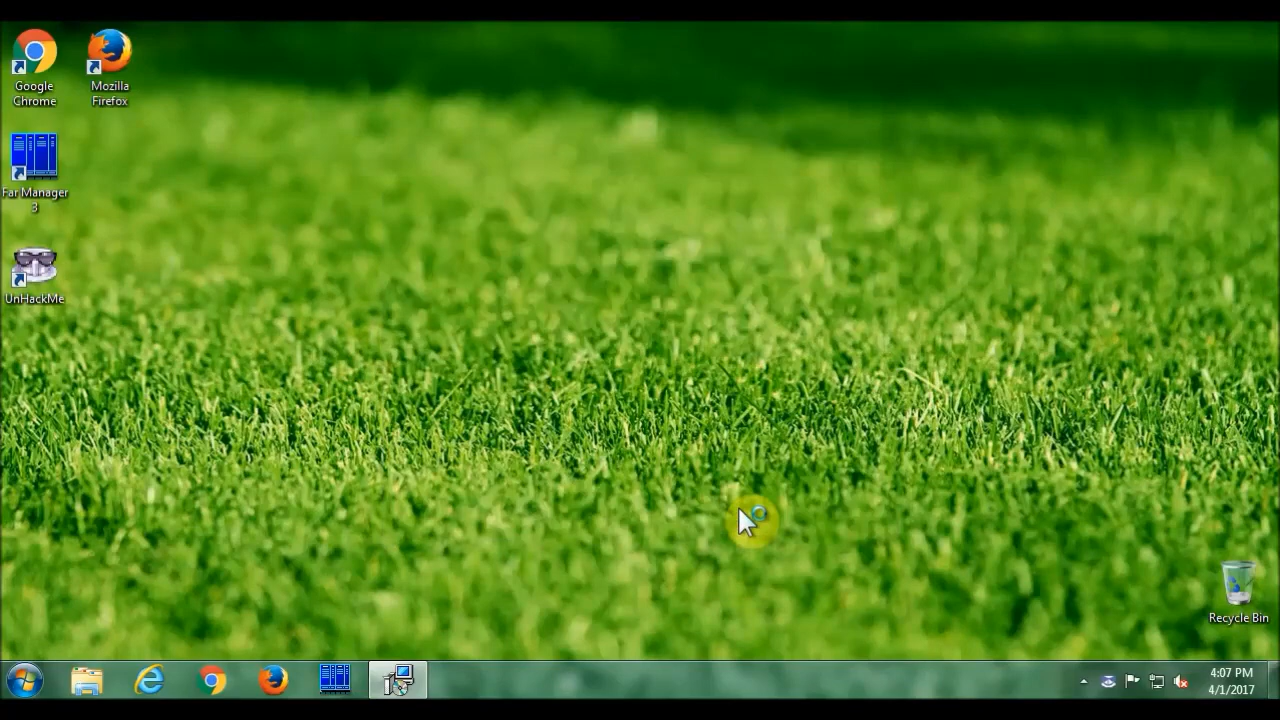 Google
Chrome
Mozilla
Firefox
Far Manager
3
UnHackMe
Recycle Bin
4:07 PM
4/1/2017